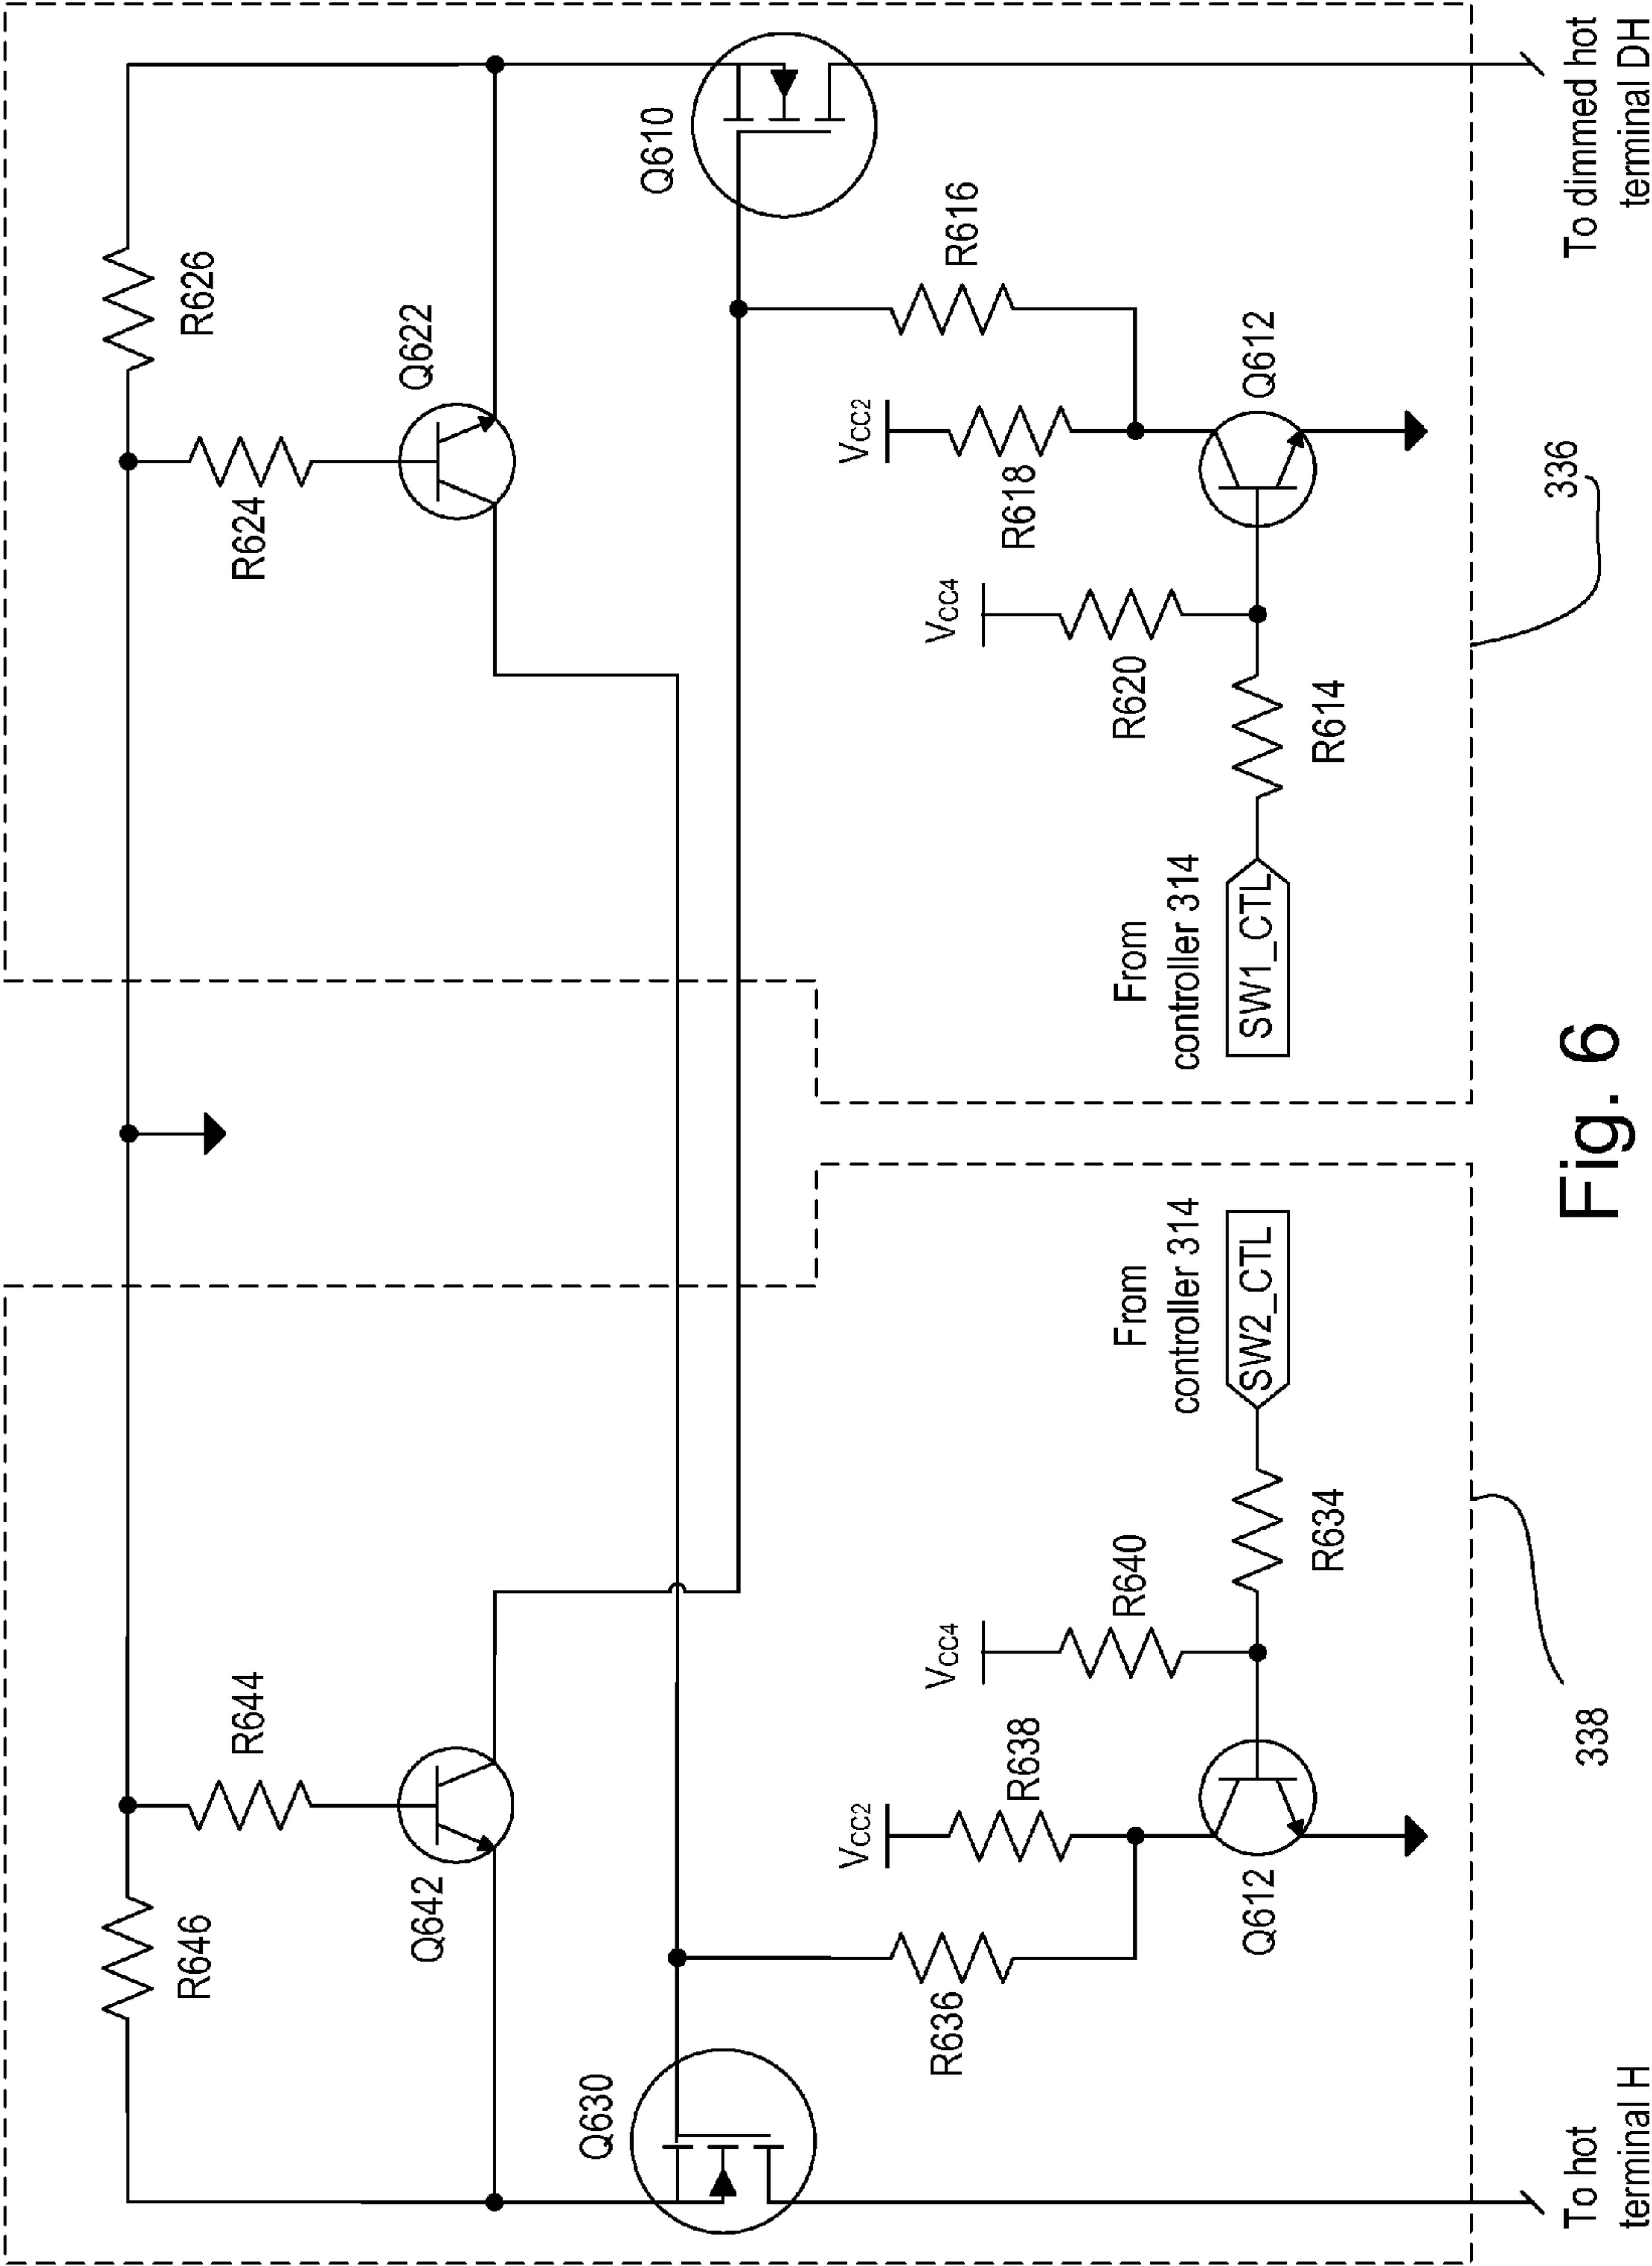 R646
R644
Q642
R626
R624
Q622
Q630
Q610
R636
VCC2
R638
VCC4
R640
Q612
R634
From
controller 314
SW2_CTL
From
controller 314
SW1_CTL
R614
VCC4
R620
VCC2
R618
R616
Q612
To hot
terminal H
338
336
To dimmed hot
terminal DH
Fig. 6